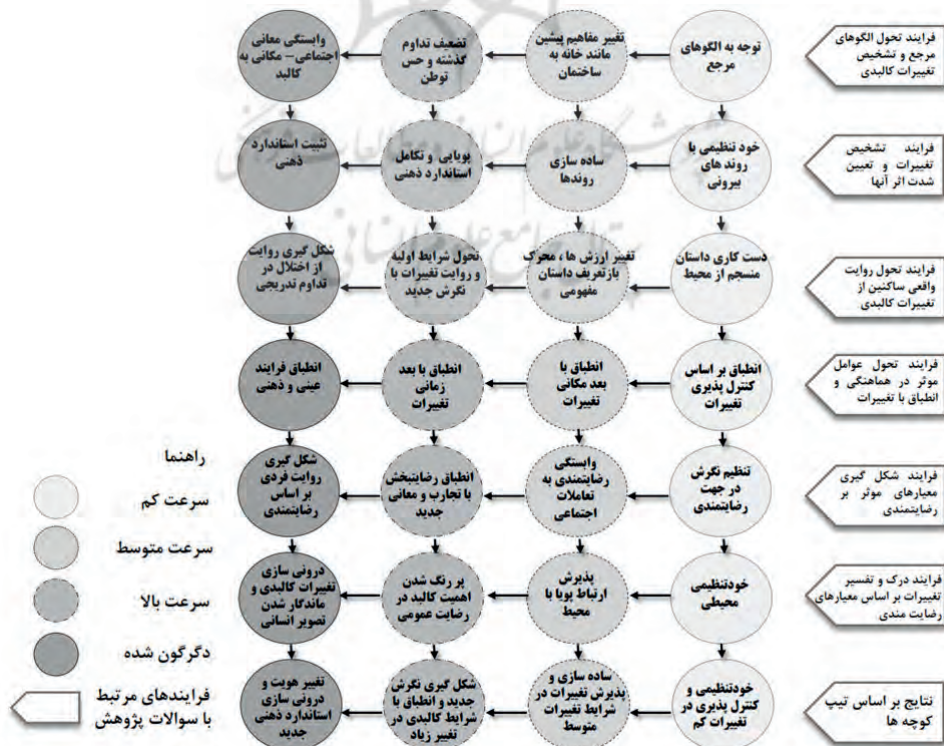 فرایند تحول الگوهای
مرجع و تشخیص
تغییرات کالبدی
توجه به الگوهای
مرجع
تغییر مفاهیم پیشین
مانند خانه به
ساختمان
تضعیف تداوم
گذشته و حس
توطن
وابستگی معانی
اجتماعی- مکانی به
کالبد
فرایند تشخیص
تغییرات و تعیین
شدت اثر آنها
خود تنظیمی با
روند های
بیرونی
ساده سازی
روندها
پویایی و تکامل
استاندارد ذهنی
تثبیت استاندارد
ذهنی
فرایند تحول روایت
واقعی ساکنین از
تغییرات کالبدی
دست کاری داستان
منسجم از محیط
تغییر ارزش ها ، محرک
بازتعریف داستان
مفهومی
تحول شرایط اولیه
و روایت تغییرات با
نگرش جدید
شکل گیری روایت
از اختلال در
تداوم تدریجی
فرایند تحول عوامل
موثر در هماهنگی و
انطباق با تغییرات
انطباق بر اساس
کنترل پذیری
تغییرات
انطباق با
بعد مکانی
تغییرات
انطباق با بعد
زمانی
تغییرات
انطباق فرایند
عینی و ذهنی
فرایند شکل گیری
معیارهای موثر بر
رضایتمندی
تنظیم نگرش
در جهت
رضایتمندی
وابستگی
رضایتمندی به
تعاملات
اجتماعی
انطباق رضایتبخش
با تجارب و معانی
جدید
شکل گیری
روایت فردی
بر اساس
رضایتمندی
فرایند درک و تفسیر
تغییرات بر اساس معیارهای
رضایت مندی
خودتنظیمی
محیطی
پذیرش
ارتباط پویا با
محیط
پر رنگ شدن
اهمیت کالبد در
رضایت عمومی
درونی سازی
تغییرات کالبدی و
ماندگار شدن
تصویر انسانی
نتایج بر اساس تیپ
کوچه ها
خودتنظیمی و
کنترل پذیری در
تغییرات کم
ساده سازی و
پذیرش تغییرات در
شرایط تغییرات
متوسط
شکل گیری نگرش
جدید و انطباق با
شرایط کالبدی در
تغییر زیاد
تغییر هویت و
درونی سازی
استاندارد ذهنی
جدید
راهنما
سرعت کم
سرعت متوسط
سرعت بالا
دگرگون شده
فرایندهای مرتبط
با سوالات پژوهش